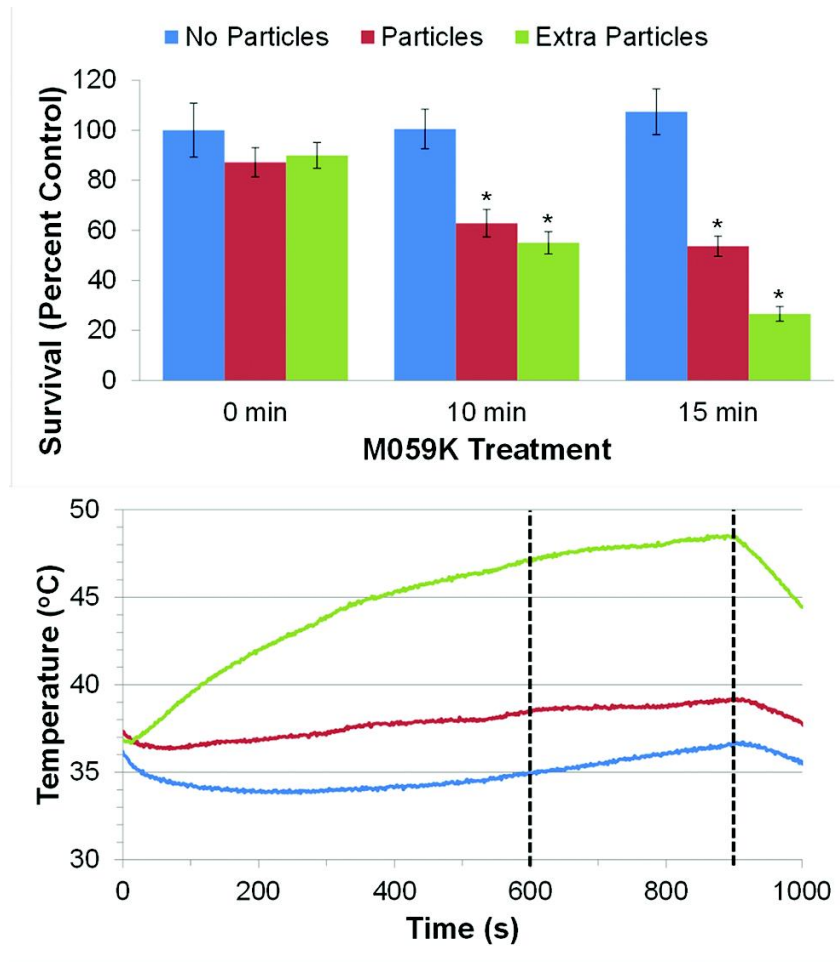 No Particles Particles Extra Particles
120
100
80
60
40
20
0
Survival (Percent Control)
* *
* *
0 min 10 min 15 min
M059K Treatment
50
45
40
35
30
Temperature (oC)
0 200 400 600 800 1000
Time (s)